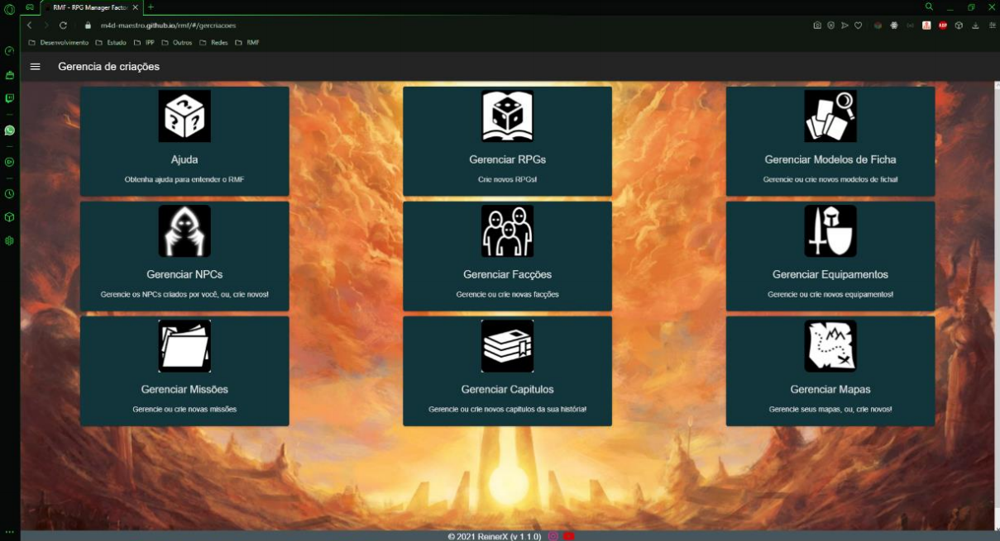 RMF - RPG Manager Factor
m4d-maestro.github.io/rmf/#/gercriacoes
Desenvolvimento Estudo IPP Outros Redes RMF
Gerencia de criações
Ajuda
Obtenha ajuda para entender o RMF
Gerenciar RPGs
Crie novos RPGs!
Gerenciar Modelos de Ficha
Gerencie ou crie novos modelos de ficha!
Gerenciar NPCs
Gerencie os NPCs criados por você, ou, crie novos!
Gerenciar Facções
Gerencie ou crie novas facções
Gerenciar Equipamentos
Gerencie ou crie novos equipamentos!
Gerenciar Missões
Gerencie ou crie novas missões
Gerenciar Capitulos
Gerencie ou crie novos capitulos da sua história!
Gerenciar Mapas
Gerencie seus mapas, ou, crie novos!
© 2021 ReinerX (v 1.1.0)